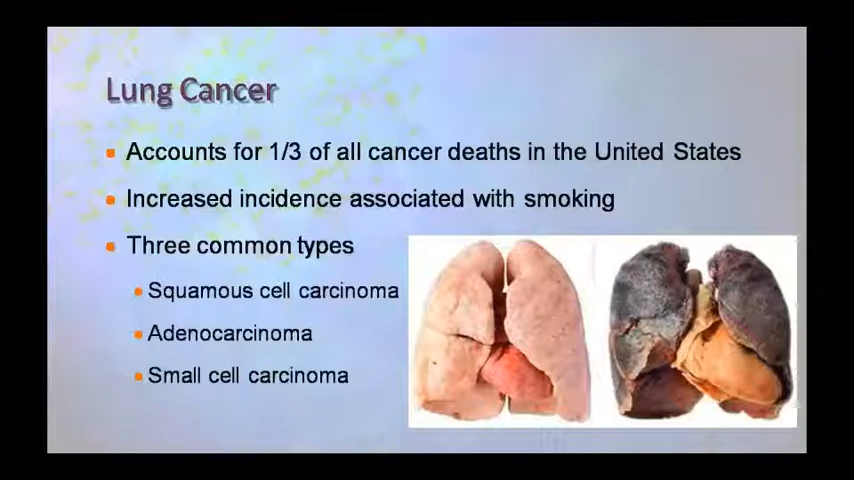 Lung Cancer
Accounts for 1/3 of all cancer deaths in the United States
Increased incidence associated with smoking
Three common types
Squamous cell carcinoma
Adenocarcinoma
Small cell carcinoma